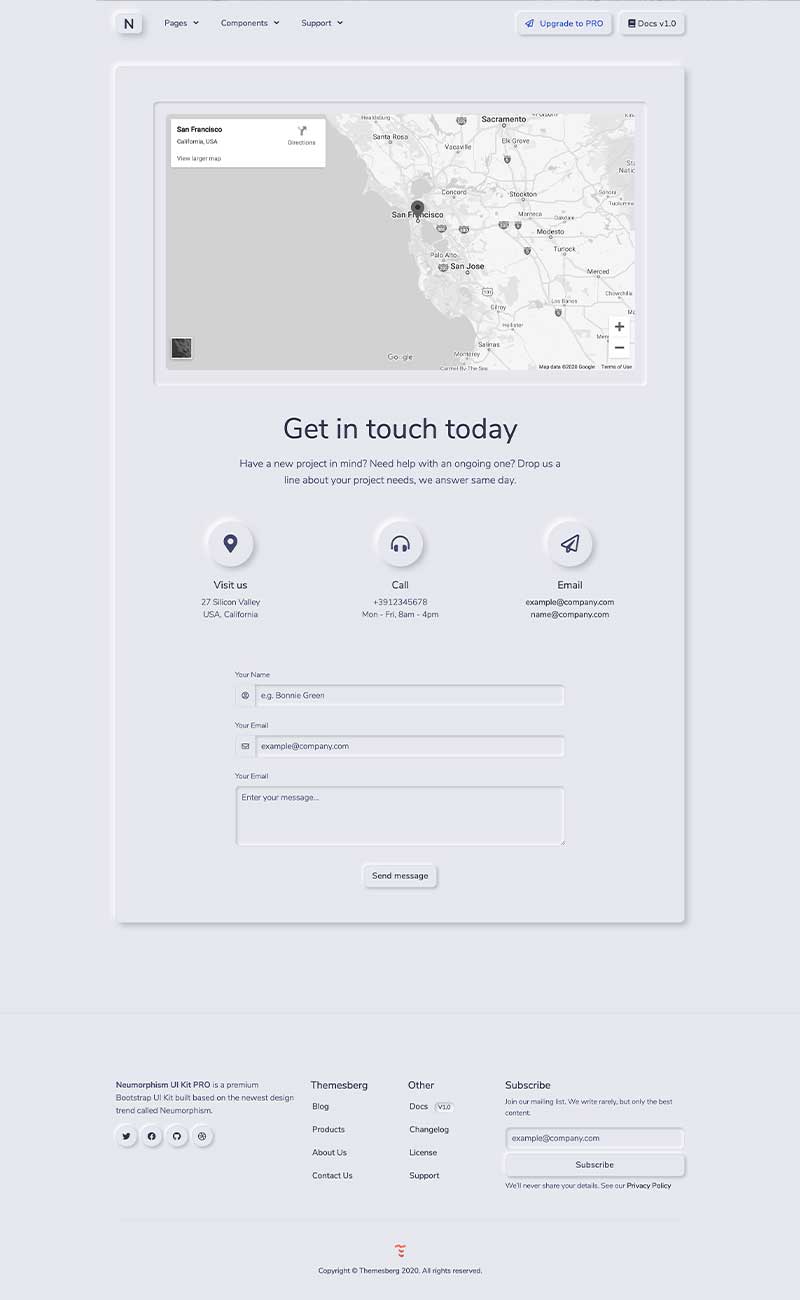 N
Pages
Components
Support
Upgrade to PRO
Docs v1.0
San Francisco
California, USA
Directions
View larger map
Healdsburg
Santa Rosa
Sacramento
Vacaville
Elk Grove
Concord
Stockton
Sonora
Tuolumne
San Francisco
Manteca
Oakdale
Modesto
Palo Alto
Turlock
San Jose
Merced
Chowchilla
101
Los Banos
Gilroy
Hollister
Salinas
Monterey
Carmel-By-The-Sea
Google
+
−
Map data ©2020 Google
Terms of Use
Get in touch today
Have a new project in mind? Need help with an ongoing one? Drop us a
line about your project needs, we answer same day.
Visit us
27 Silicon Valley
USA, California
Call
+3912345678
Mon - Fri, 8am - 4pm
Email
example@company.com
name@company.com
Your Name
e.g. Bonnie Green
Your Email
example@company.com
Your Email
Enter your message...
Send message
Neumorphism UI Kit PRO is a premium
Bootstrap UI Kit built based on the newest design
trend called Neumorphism.
Themesberg
Blog
Products
About Us
Contact Us
Other
Docs V1.0
Changelog
License
Support
Subscribe
Join our mailing list. We write rarely, but only the best
content.
example@company.com
Subscribe
We'll never share your details. See our Privacy Policy
Copyright © Themesberg 2020. All rights reserved.